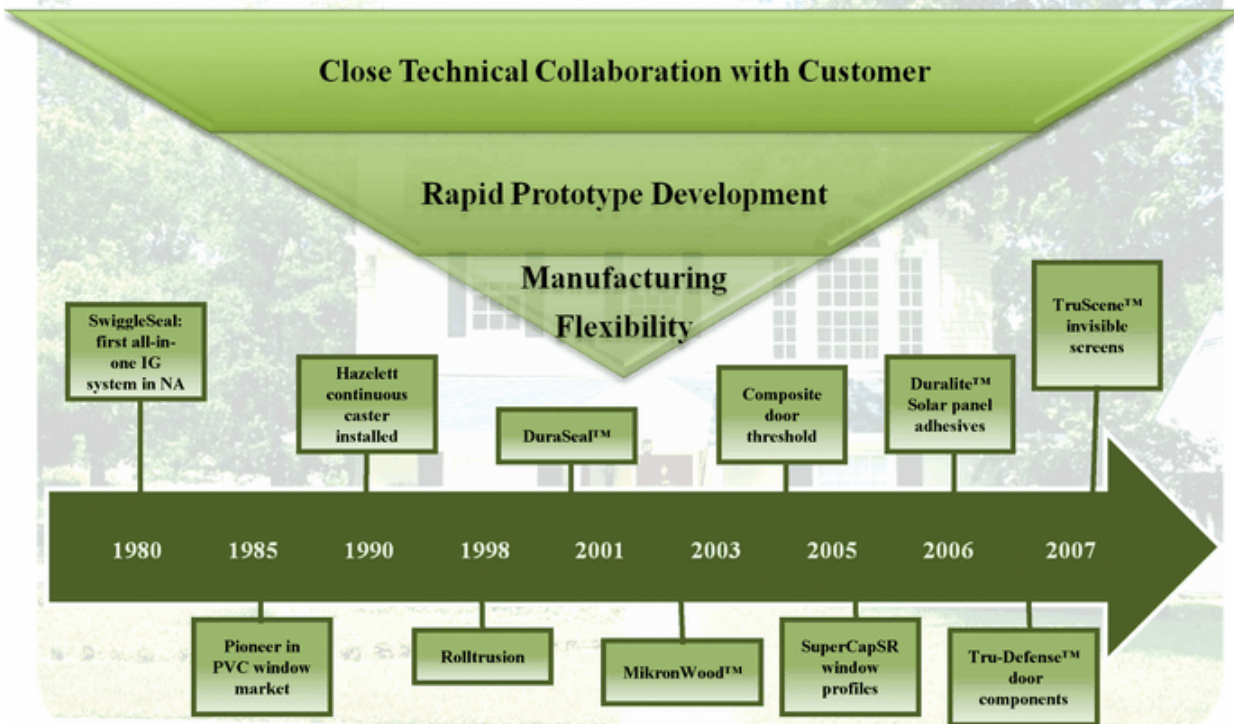 Close Technical Collaboration with Customer
Rapid Prototype Development
Manufacturing
Flexibility
SwiggleSeal:
first all-in-
one IG
system in NA
Hazelett
continuous
caster
installed
DuraSeal™
Composite
door
threshold
Duralite™
Solar panel
adhesives
TruScene™
invisible
screens
1980 1985 1990 1998 2001 2003 2005 2006 2007
Pioneer in
PVC window
market
Rolltrusion
MikronWood™
SuperCapSR
window
profiles
Tru-Defense™
door
components